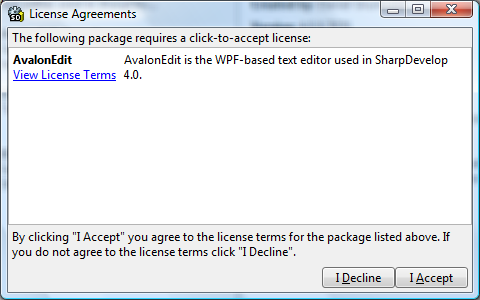 License Agreements
The following package requires a click-to-accept license:
AvalonEdit AvalonEdit is the WPF-based text editor used in SharpDevelop
View License Terms 4.0.
By clicking "I Accept" you agree to the license terms for the package listed above. If
you do not agree to the license terms click "I Decline".
I Decline I Accept